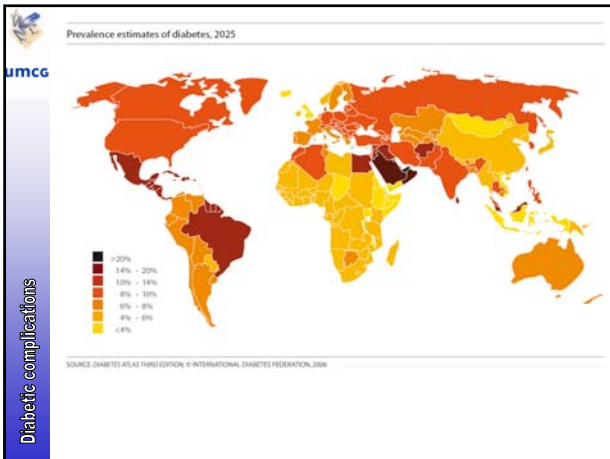 Prevalence estimates of diabetes, 2025
umcg
>20%
14% - 20%
10% - 14%
8% - 10%
6% - 8%
4% - 6%
<4%
SOURCE: DIABETES ATLAS THIRD EDITION, © INTERNATIONAL DIABETES FEDERATION, 2006
Diabetic complications